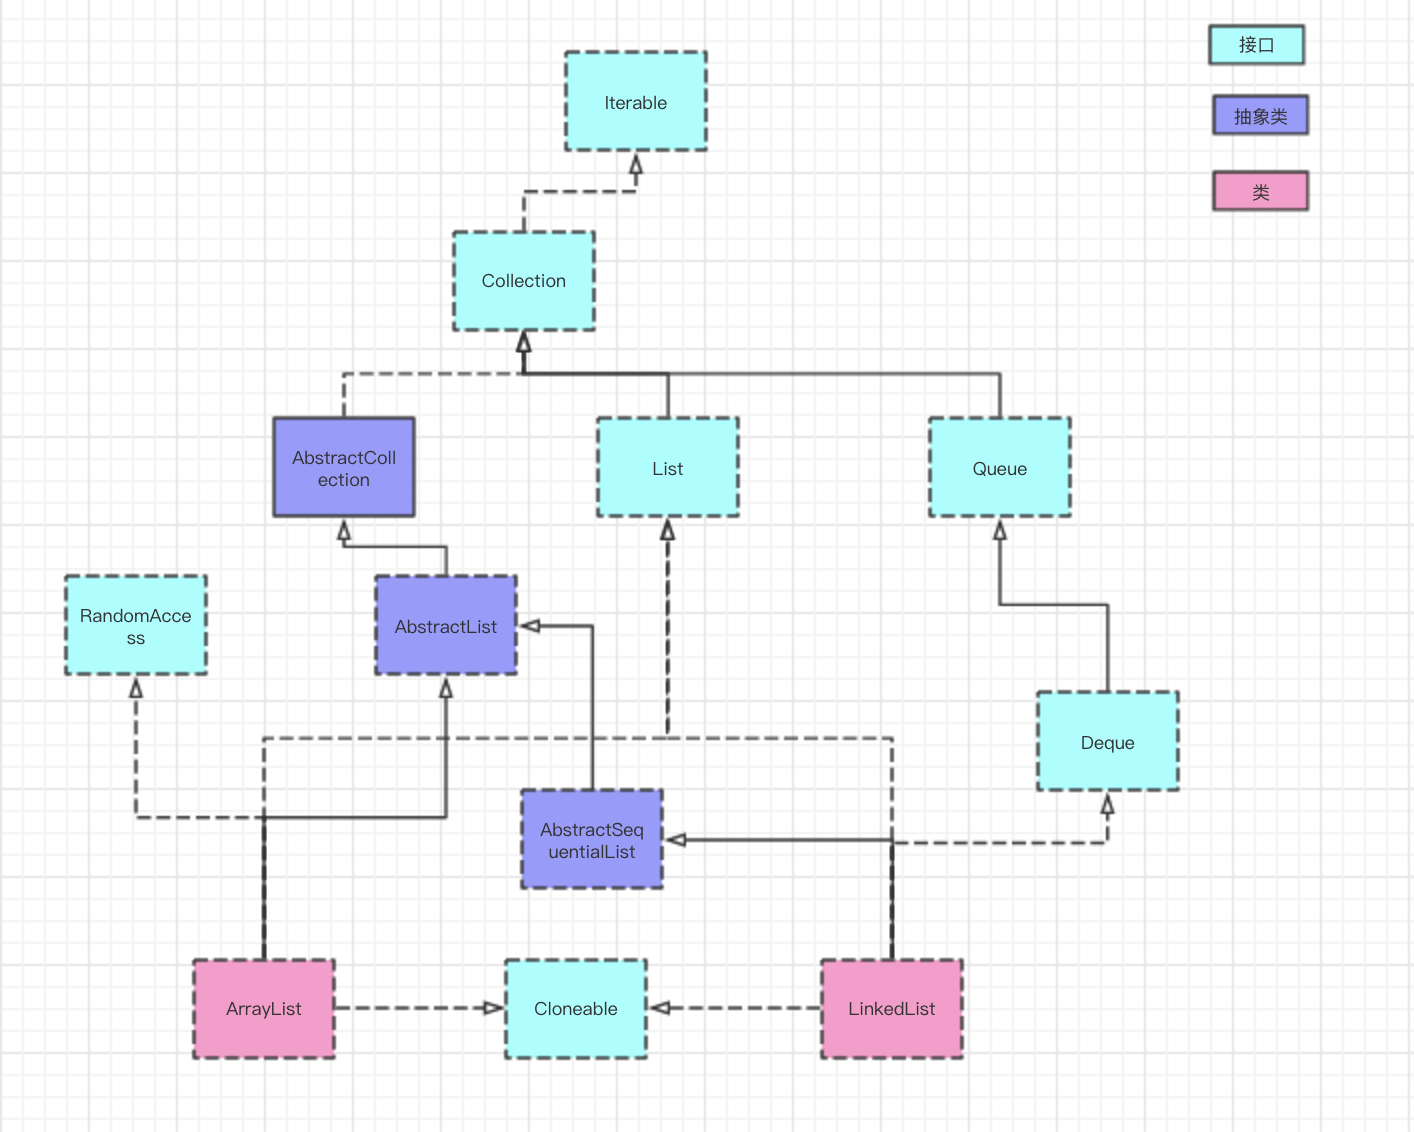 接口
Iterable
抽象类
类
Collection
AbstractColl
ection
List
Queue
RandomAcce
ss
AbstractList
Deque
AbstractSeq
uentialList
ArrayList
Cloneable
LinkedList